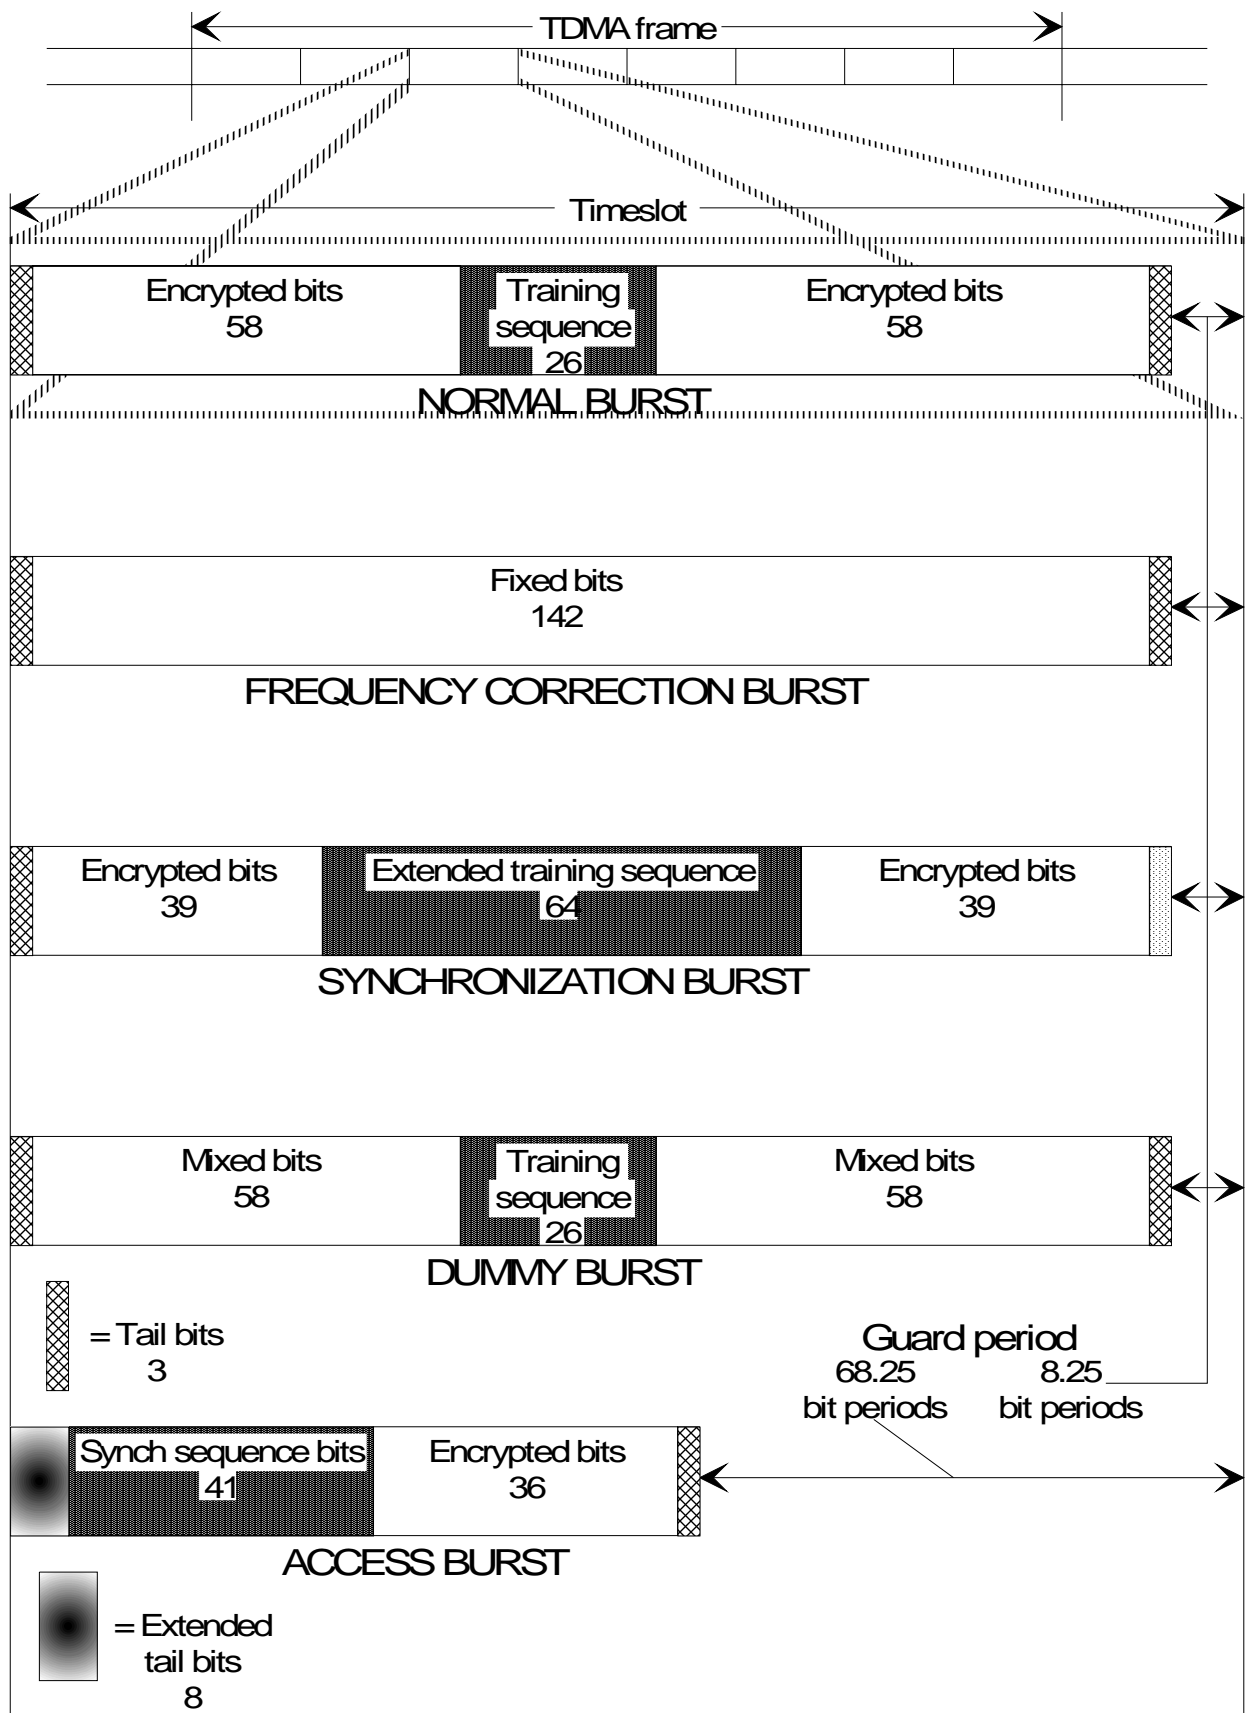 TDMA frame
Timeslot
Encrypted bits
58
Training
sequence
26
Encrypted bits
58
NORMAL BURST
Fixed bits
142
FREQUENCY CORRECTION BURST
Encrypted bits
39
Extended training sequence
64
Encrypted bits
39
SYNCHRONIZATION BURST
Mixed bits
58
Training
sequence
26
Mixed bits
58
DUMMY BURST
= Tail bits
3
Guard period
68.25
bit periods
8.25
bit periods
Synch sequence bits
41
Encrypted bits
36
ACCESS BURST
= Extended
tail bits
8